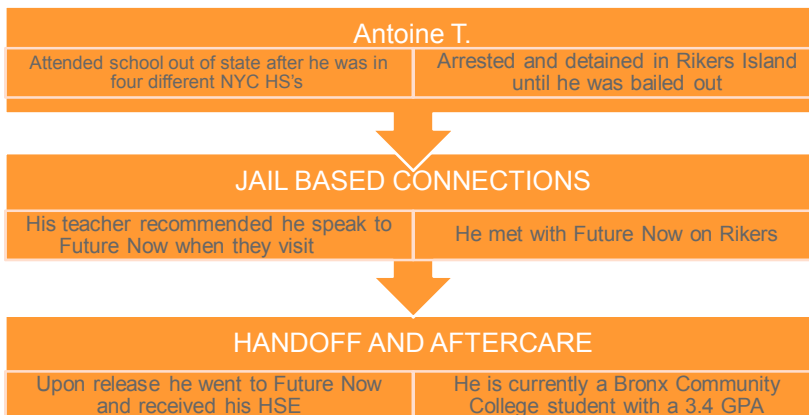 Antoine T.
Attended school out of state after he was in
four different NYC HS's
Arrested and detained in Rikers Island
until he was bailed out
JAIL BASED CONNECTIONS
His teacher recommended he speak to
Future Now when they visit
He met with Future Now on Rikers
HANDOFF AND AFTERCARE
Upon release he went to Future Now
and received his HSE
He is currently a Bronx Community
College student with a 3.4 GPA